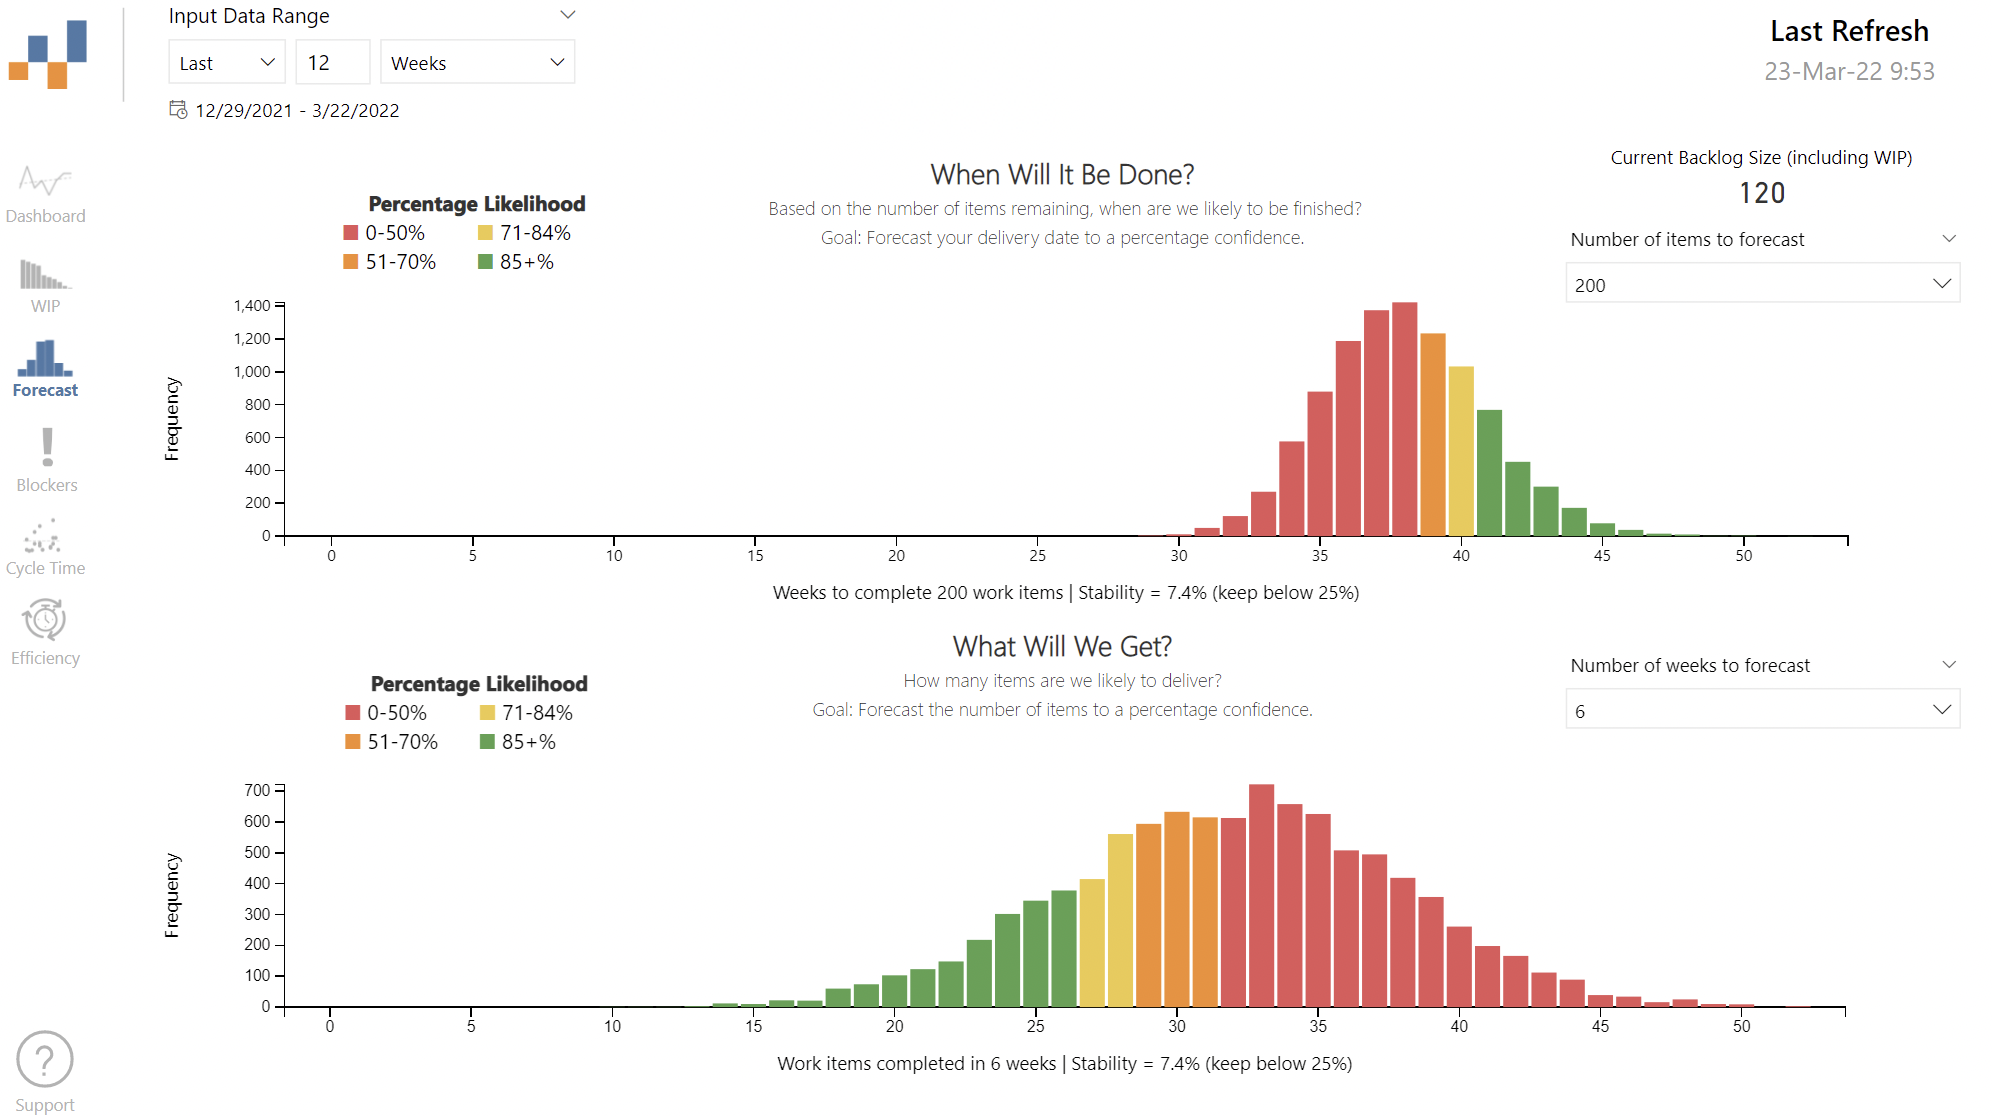 Input Data Range
Last 12 Weeks
12/29/2021 - 3/22/2022
Last Refresh
23-Mar-22 9:53
Dashboard
WIP
Forecast
Blockers
Cycle Time
Efficiency
Support
When Will It Be Done?
Based on the number of items remaining, when are we likely to be finished?
Goal: Forecast your delivery date to a percentage confidence.
Percentage Likelihood
0-50% 71-84%
51-70% 85+%
Current Backlog Size (including WIP)
120
Number of items to forecast
200
Frequency
1,400
1,200
1,000
800
600
400
200
0
0 5 10 15 20 25 30 35 40 45 50
Weeks to complete 200 work items | Stability = 7.4% (keep below 25%)
What Will We Get?
How many items are we likely to deliver?
Goal: Forecast the number of items to a percentage confidence.
Percentage Likelihood
0-50% 71-84%
51-70% 85+%
Number of weeks to forecast
6
Frequency
700
600
500
400
300
200
100
0
0 5 10 15 20 25 30 35 40 45 50
Work items completed in 6 weeks | Stability = 7.4% (keep below 25%)